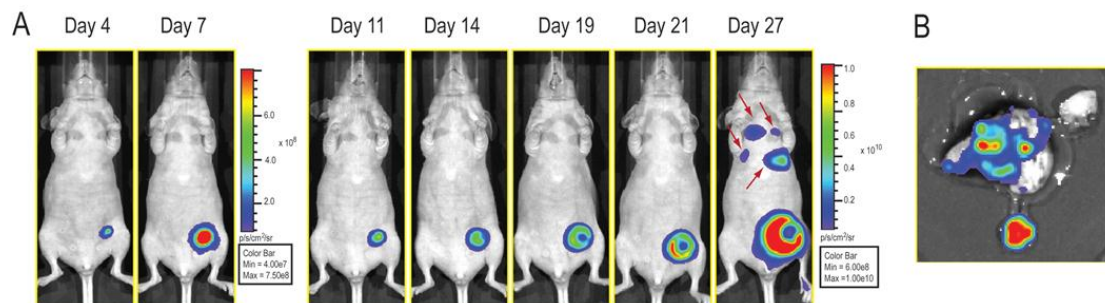 A
Day 4
Day 7
Day 11
Day 14
Day 19
Day 21
Day 27
B
6.0
4.0
2.0
x 10⁸
p/s/cm²/sr
Color Bar
Min = 4.00e7
Max = 7.50e8
1.0
0.8
0.6
0.4
0.2
x 10¹⁰
p/s/cm²/sr
Color Bar
Min = 6.00e8
Max =1.00e10